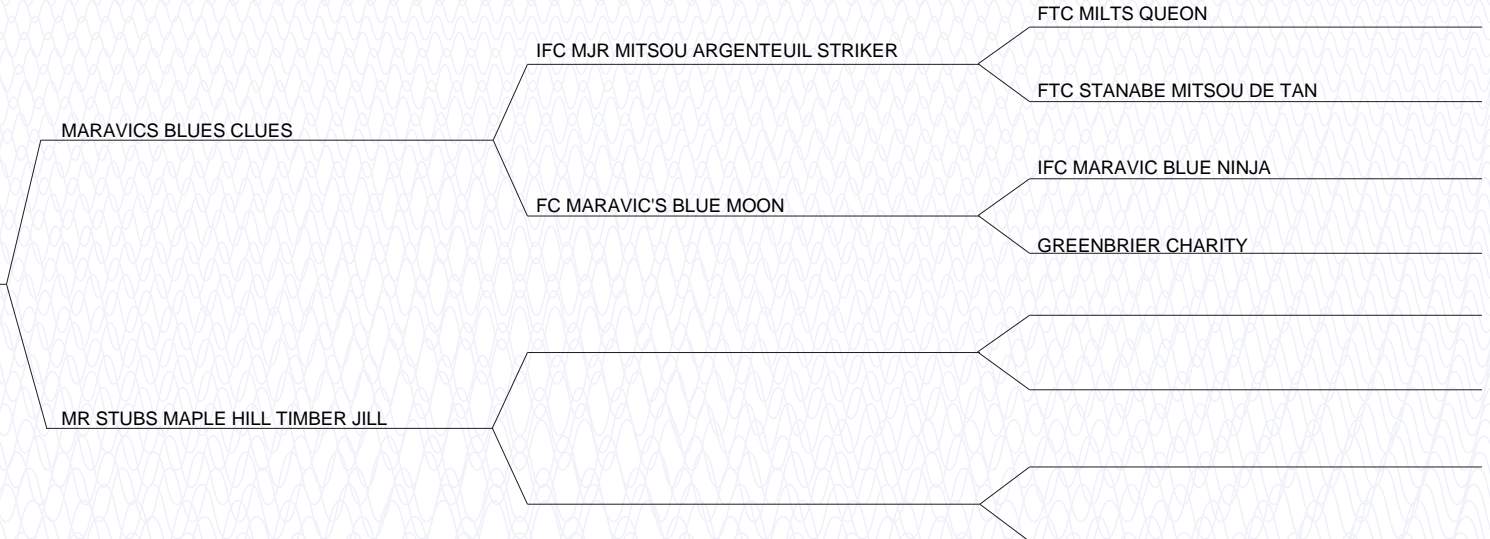 FTC MILTS QUEON
IFC MJR MITSOU ARGENTEUIL STRIKER
FTC STANABE MITSOU DE TAN
MARAVICS BLUES CLUES
IFC MARAVIC BLUE NINJA
FC MARAVIC'S BLUE MOON
GREENBRIER CHARITY
MR STUBS MAPLE HILL TIMBER JILL